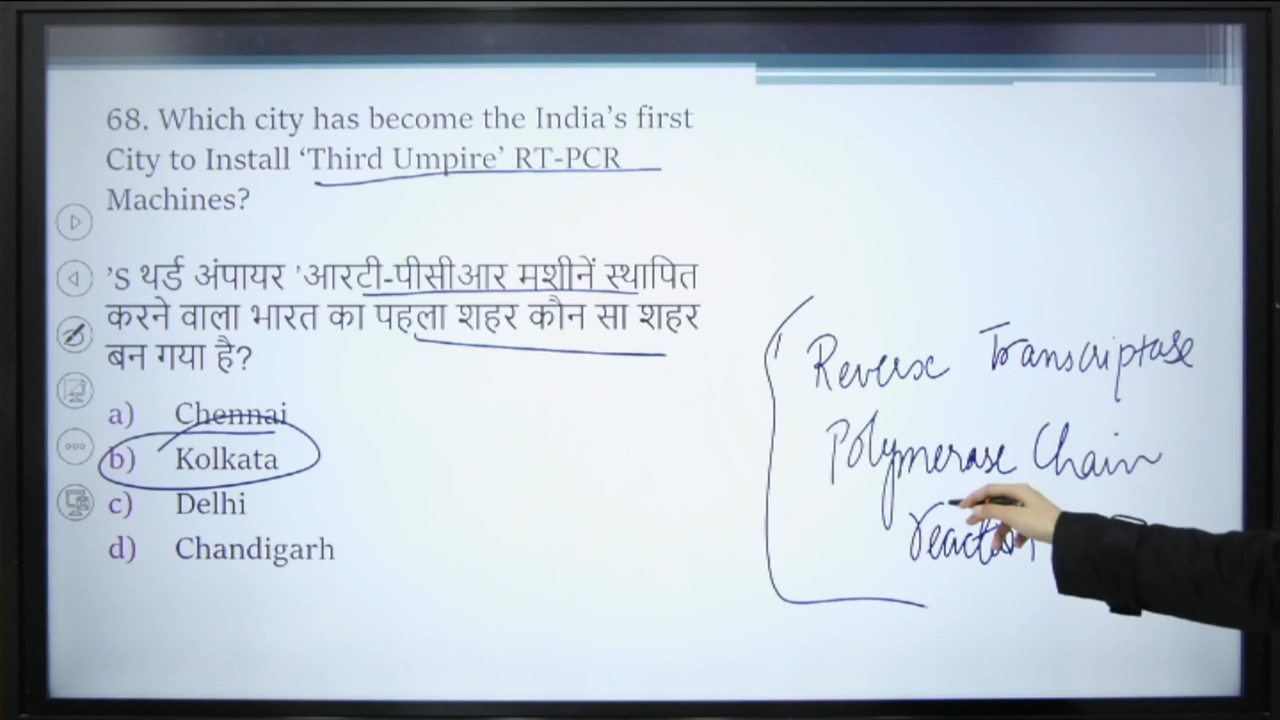 68. Which city has become the India's first
City to Install ‘Third Umpire’ RT-PCR
Machines?
’S थर्ड अंपायर ’आरटी-पीसीआर मशीनें स्थापित
करने वाला भारत का पहला शहर कौन सा शहर
बन गया है?
a) Chennai
b) Kolkata
c) Delhi
d) Chandigarh
Reverse Transcriptase
Polymerase Chain
reaction